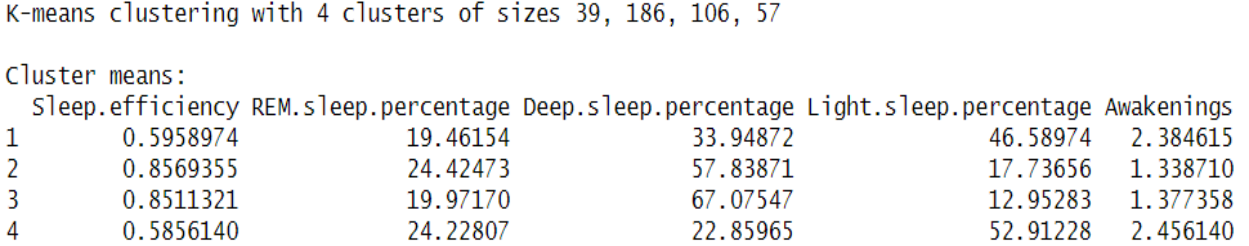 K-means clustering with 4 clusters of sizes 39, 186, 106, 57
Cluster means:
Sleep.efficiency REM.sleep.percentage Deep.sleep.percentage Light.sleep.percentage Awakenings
1 0.5958974 19.46154 33.94872 46.58974 2.384615
2 0.8569355 24.42473 57.83871 17.73656 1.338710
3 0.8511321 19.97170 67.07547 12.95283 1.377358
4 0.5856140 24.22807 22.85965 52.91228 2.456140